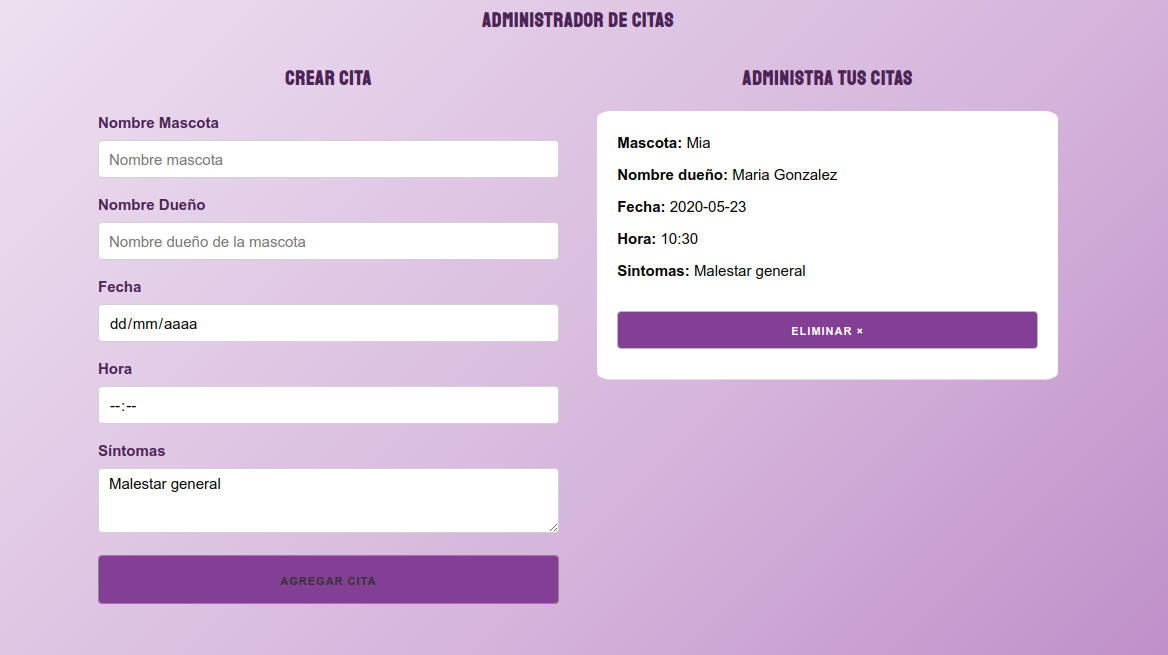 ADMINISTRADOR DE CITAS
CREAR CITA
Nombre Mascota
Nombre mascota
Nombre Dueño
Nombre dueño de la mascota
Fecha
dd/mm/aaaa
Hora
--:--
Síntomas
Malestar general
AGREGAR CITA
ADMINISTRA TUS CITAS
Mascota: Mia
Nombre dueño: Maria Gonzalez
Fecha: 2020-05-23
Hora: 10:30
Sintomas: Malestar general
ELIMINAR ×